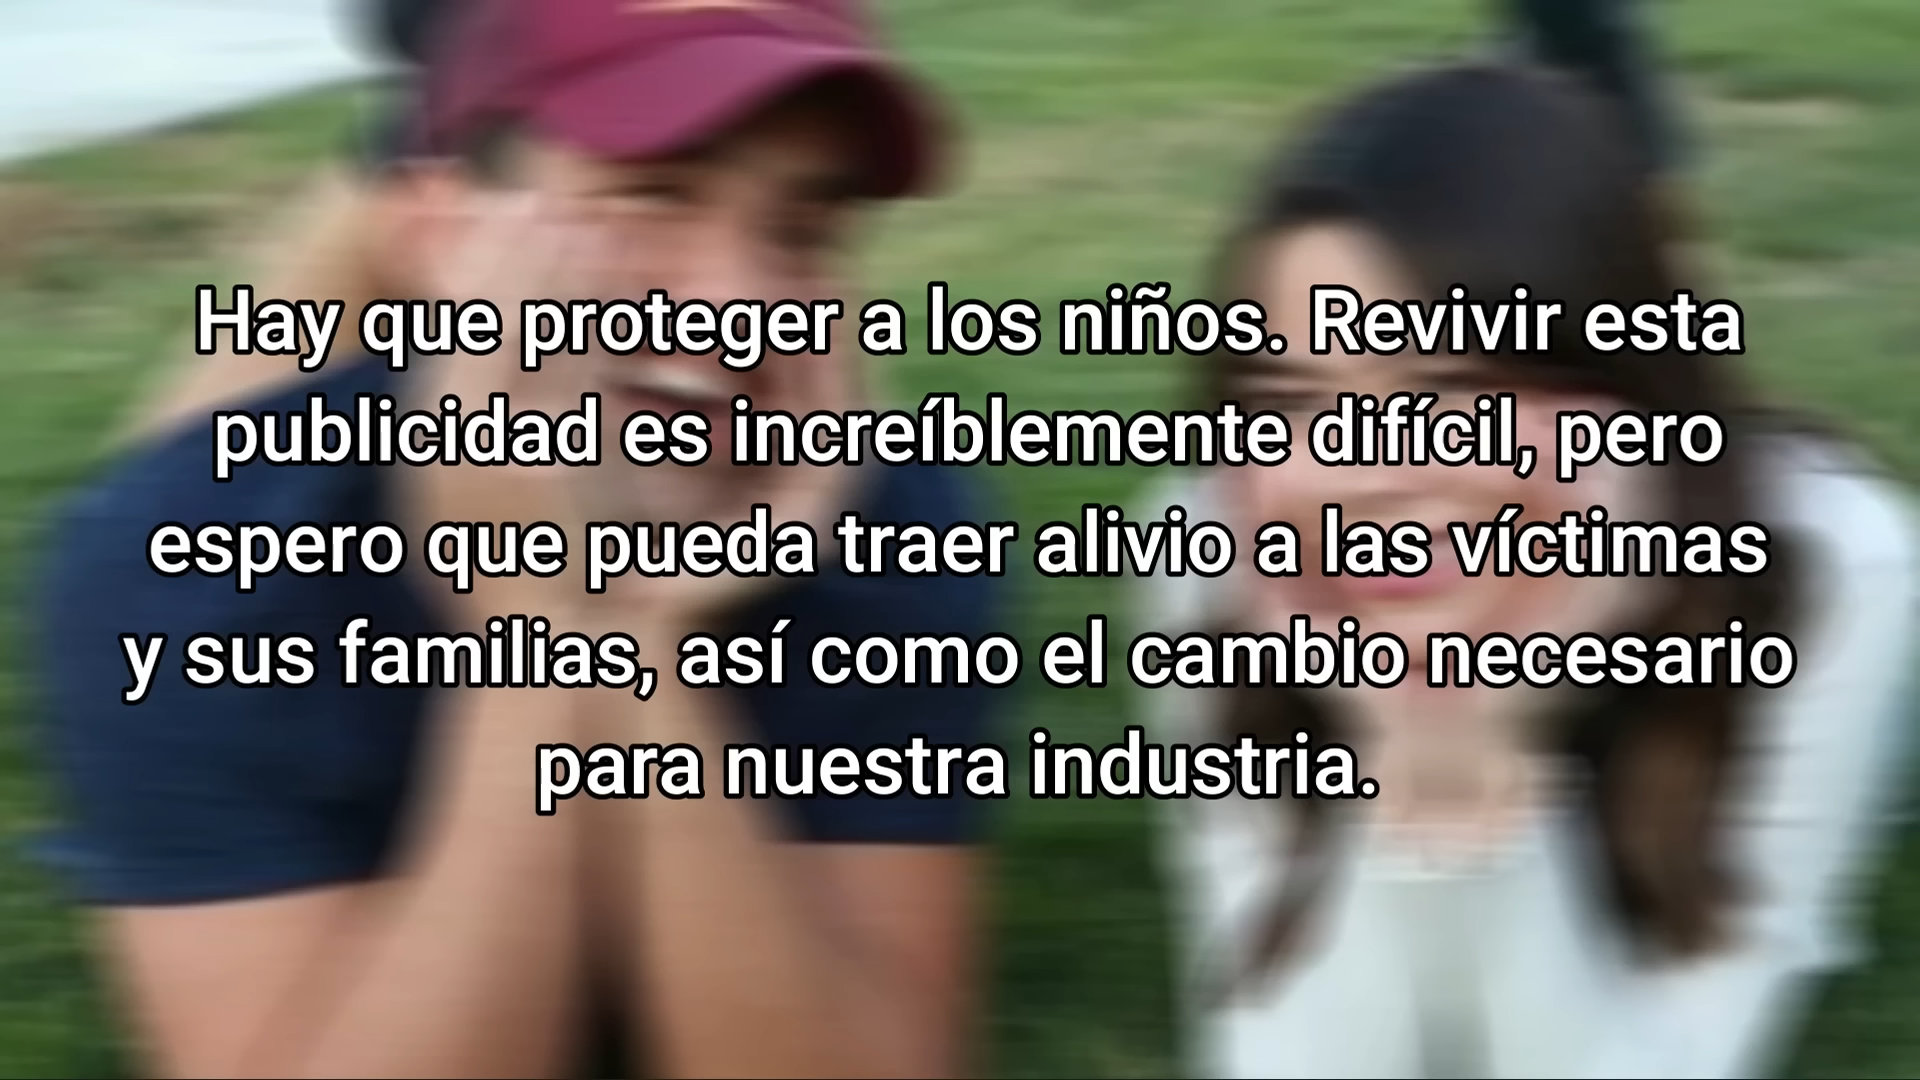 Hay que proteger a los niños. Revivir esta
publicidad es increíblemente difícil, pero
espero que pueda traer alivio a las víctimas
y sus familias, así como el cambio necesario
para nuestra industria.